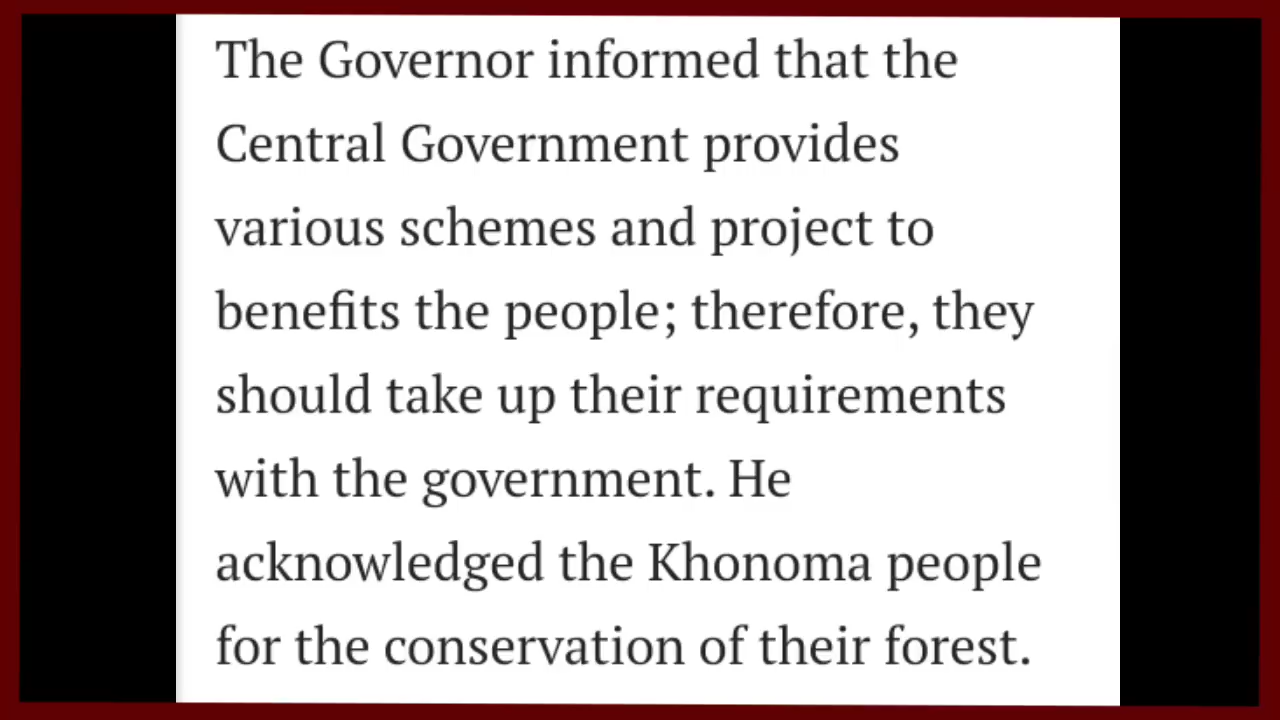 The Governor informed that the
Central Government provides
various schemes and project to
benefits the people; therefore, they
should take up their requirements
with the government. He
acknowledged the Khonoma people
for the conservation of their forest.